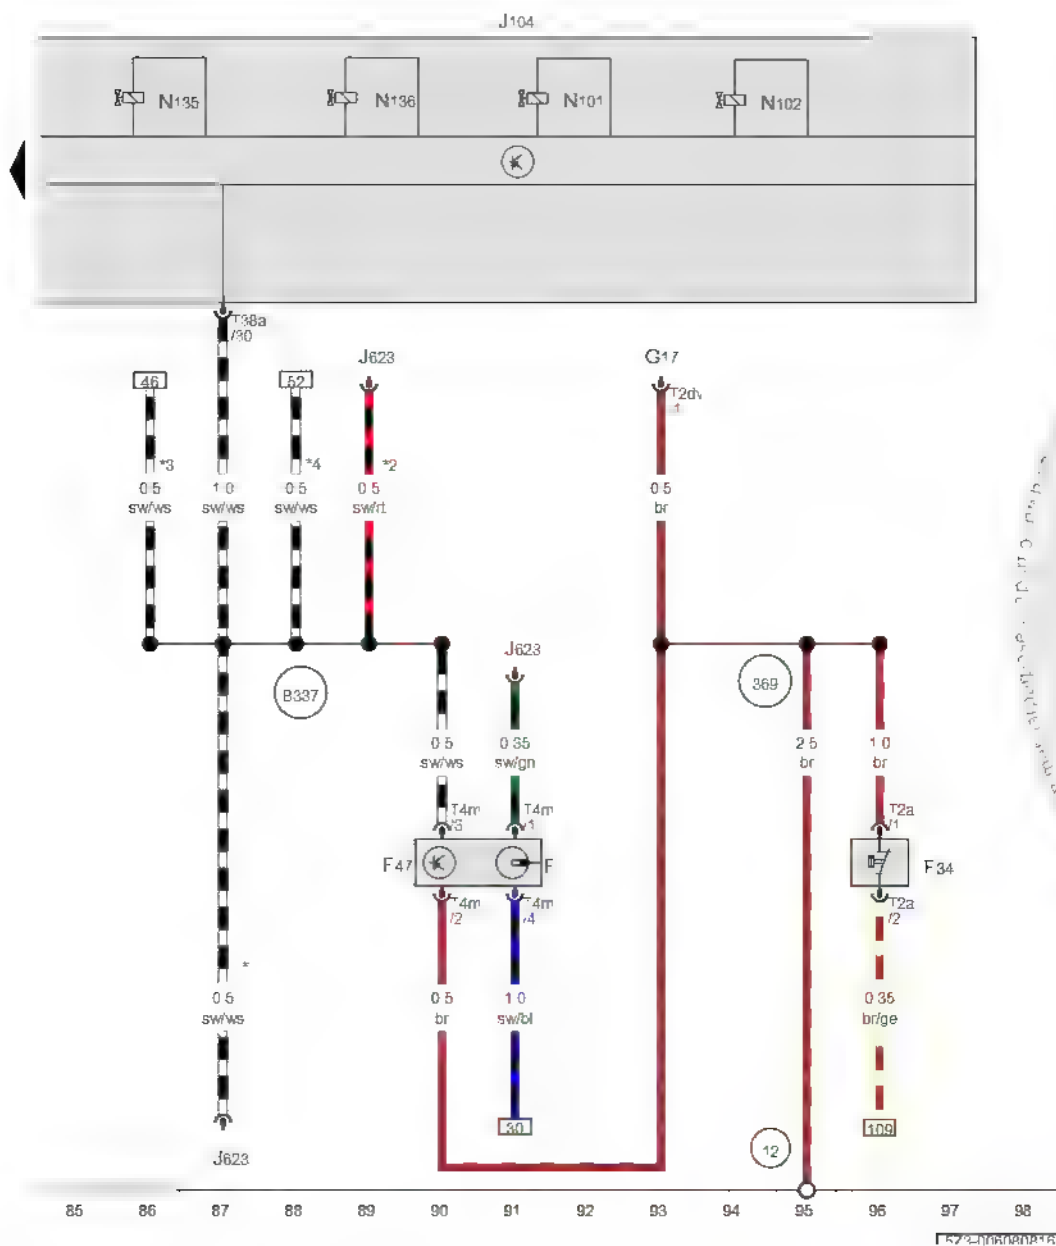 J104
N135 N136 N101 N102
T38a
/30
46 52 J623 G17
T2dv
*3 *4 *2
0.5 1.0 0.5 0.5 0.5
sw/ws sw/ws sw/ws sw/rt br
J623
B337 369
0.5 0.35 2.5 1.0
sw/ws sw/gn br br
T4m T4m T2a
/1 /1
F47 F F34
T4m T4m T2a
/2 /4 /2
*
0.5 0.5 1.0 0.35
sw/ws br sw/bl br/ge
30 109
12
J623
85 86 87 88 89 90 91 92 93 94 95 96 97 98